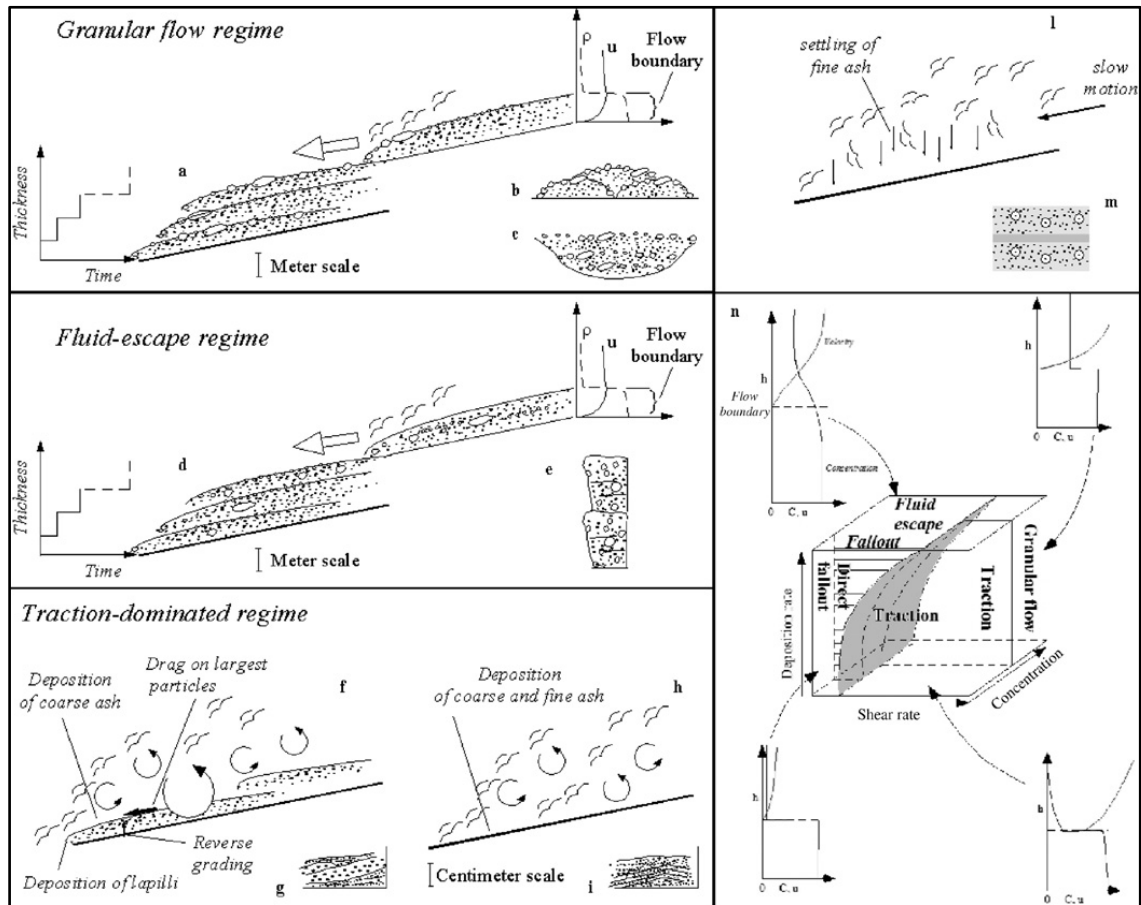 Granular flow regime
ρ
u
Flow
boundary
a
Thickness
Time
Meter scale
b
c
Fluid-escape regime
ρ
u
Flow
boundary
d
Thickness
Time
Meter scale
e
Traction-dominated regime
Deposition
of coarse ash
Drag on largest
particles
f
Reverse
grading
Deposition of lapilli
g
Deposition
of coarse and fine ash
h
Centimeter scale
i
l
settling of
fine ash
slow
motion
m
n
Velocity
h
Flow
boundary
Concentration
0
C, u
h
0
C, u
Fluid
escape
Fallout
Direct
fallout
Traction
Traction
Granular flow
Deposition rate
Shear rate
Concentration
h
0
C, u
h
0
C, u